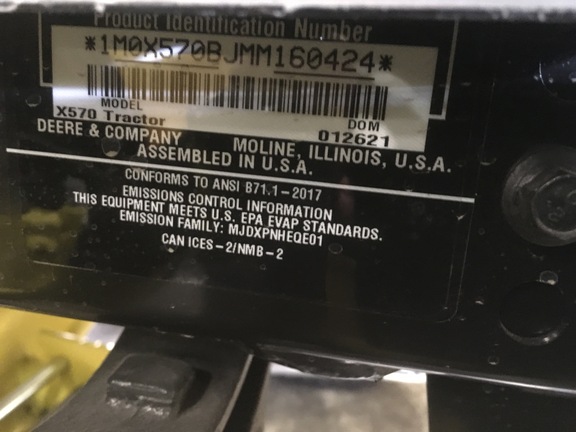 Product Identification Number
*1M0X570BJMM160424*
MODEL
X570 Tractor
DOM
012621
DEERE & COMPANY MOLINE, ILLINOIS, U.S.A.
ASSEMBLED IN U.S.A.
CONFORMS TO ANSI B71.1-2017
EMISSIONS CONTROL INFORMATION
THIS EQUIPMENT MEETS U.S. EPA EVAP STANDARDS.
EMISSION FAMILY: MJDXPNHEQE01
CAN ICES-2/NMB-2